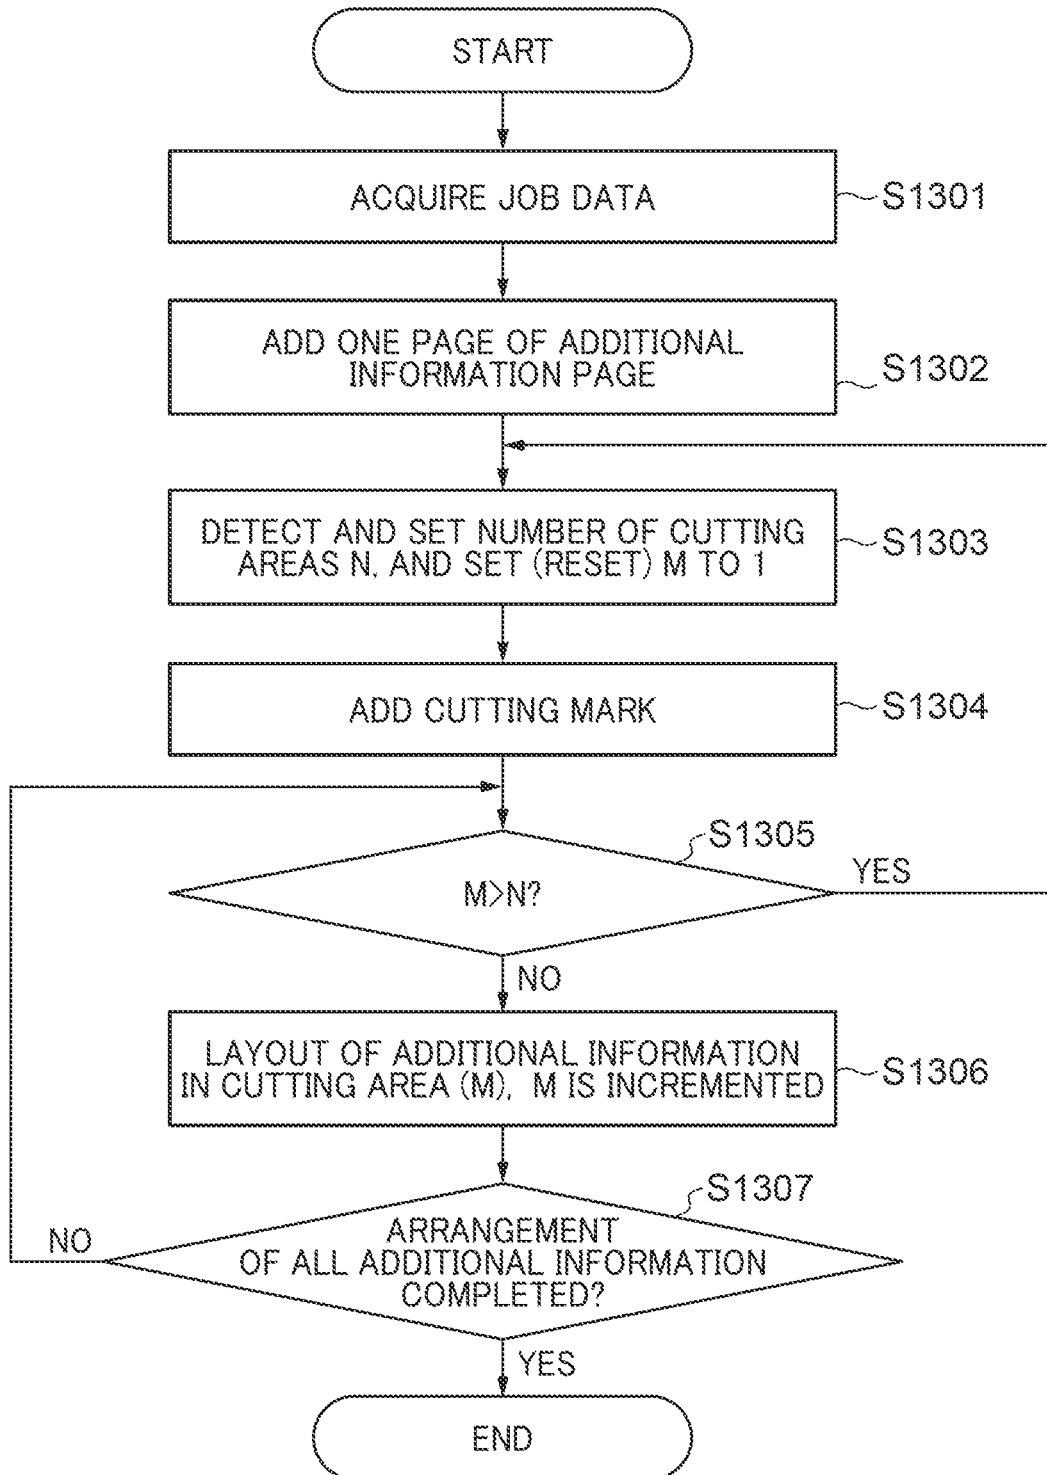 START
ACQUIRE JOB DATA
S1301
ADD ONE PAGE OF ADDITIONAL
INFORMATION PAGE
S1302
DETECT AND SET NUMBER OF CUTTING
AREAS N, AND SET (RESET) M TO 1
S1303
ADD CUTTING MARK
S1304
S1305
M>N?
YES
NO
LAYOUT OF ADDITIONAL INFORMATION
IN CUTTING AREA (M), M IS INCREMENTED
S1306
S1307
ARRANGEMENT
OF ALL ADDITIONAL INFORMATION
COMPLETED?
NO
YES
END